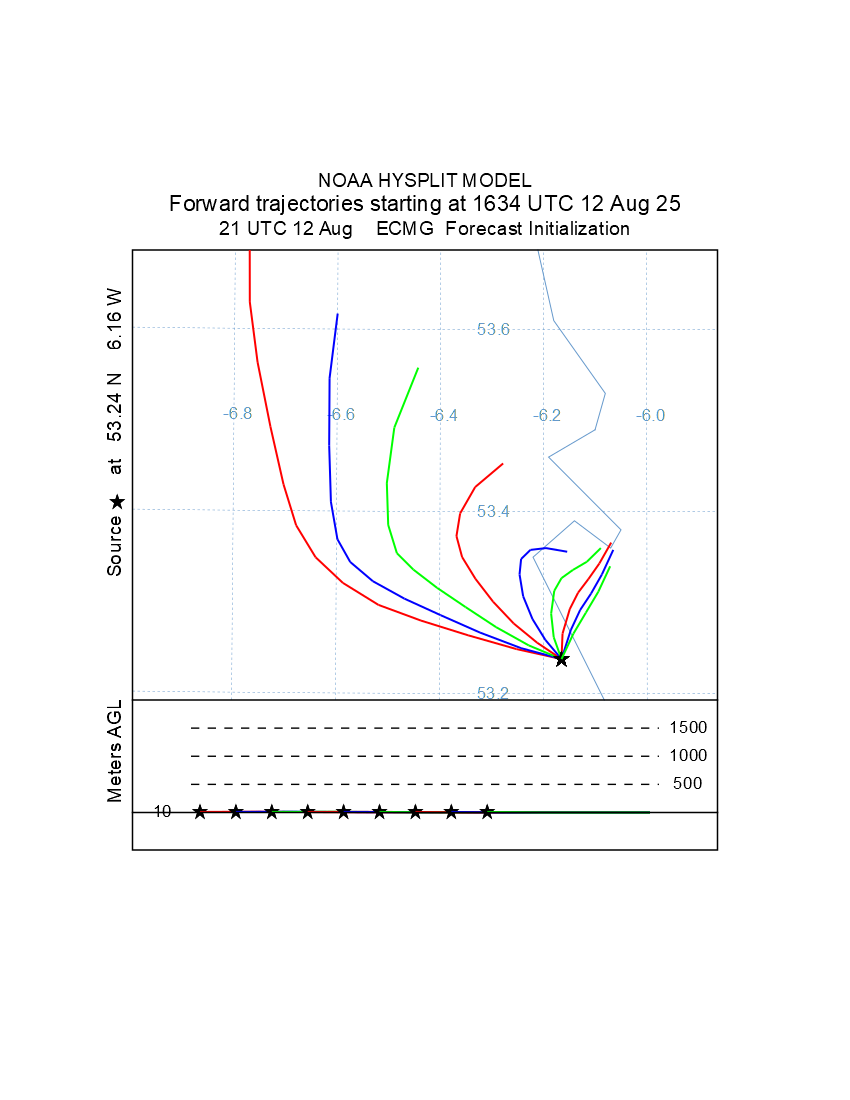 NOAA HYSPLIT MODEL
Forward trajectories starting at 1634 UTC 12 Aug 25
21 UTC 12 Aug ECMG Forecast Initialization
Source ★ at 53.24 N 6.16 W
53.6
-6.8
-6.6
-6.4
-6.2
-6.0
53.4
53.2
Meters AGL
1500
1000
500
10